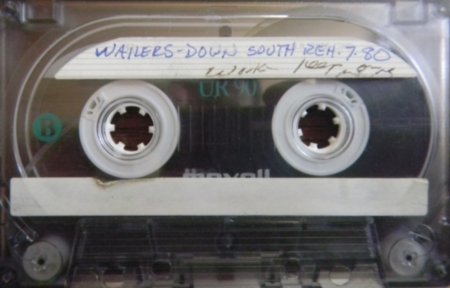 WAILERS-DOWN SOUTH REH. 7-80
UR 90
B
maxell